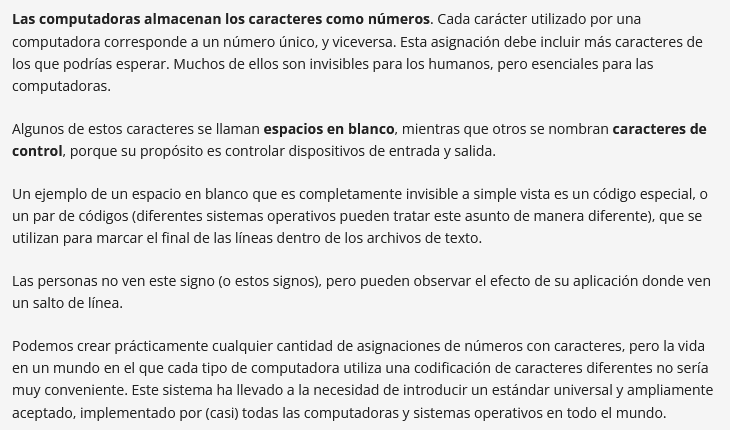 Las computadoras almacenan los caracteres como números. Cada carácter utilizado por una
computadora corresponde a un número único, y viceversa. Esta asignación debe incluir más caracteres de
los que podrías esperar. Muchos de ellos son invisibles para los humanos, pero esenciales para las
computadoras.
Algunos de estos caracteres se llaman espacios en blanco, mientras que otros se nombran caracteres de
control, porque su propósito es controlar dispositivos de entrada y salida.
Un ejemplo de un espacio en blanco que es completamente invisible a simple vista es un código especial, o
un par de códigos (diferentes sistemas operativos pueden tratar este asunto de manera diferente), que se
utilizan para marcar el final de las líneas dentro de los archivos de texto.
Las personas no ven este signo (o estos signos), pero pueden observar el efecto de su aplicación donde ven
un salto de línea.
Podemos crear prácticamente cualquier cantidad de asignaciones de números con caracteres, pero la vida
en un mundo en el que cada tipo de computadora utiliza una codificación de caracteres diferentes no sería
muy conveniente. Este sistema ha llevado a la necesidad de introducir un estándar universal y ampliamente
aceptado, implementado por (casi) todas las computadoras y sistemas operativos en todo el mundo.